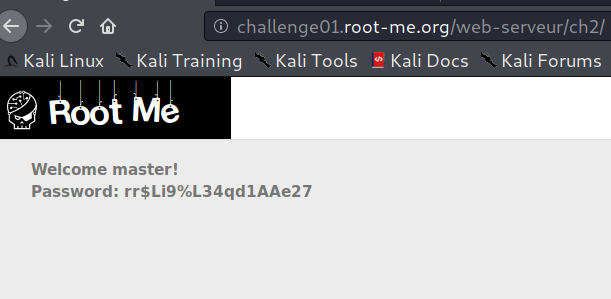 challenge01.root-me.org/web-serveur/ch2/
Kali Linux Kali Training Kali Tools Kali Docs Kali Forums
Root Me
Welcome master!
Password: rr$Li9%L34qd1AAe27